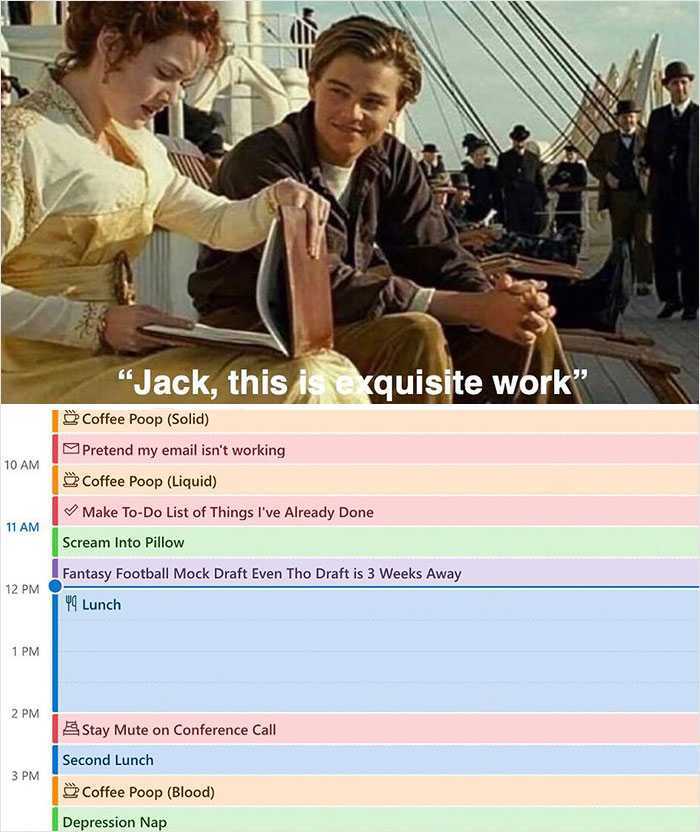 “Jack, this is exquisite work”
Coffee Poop (Solid)
Pretend my email isn't working
10 AM
Coffee Poop (Liquid)
Make To-Do List of Things I've Already Done
11 AM
Scream Into Pillow
Fantasy Football Mock Draft Even Tho Draft is 3 Weeks Away
12 PM
Lunch
1 PM
2 PM
Stay Mute on Conference Call
Second Lunch
3 PM
Coffee Poop (Blood)
Depression Nap